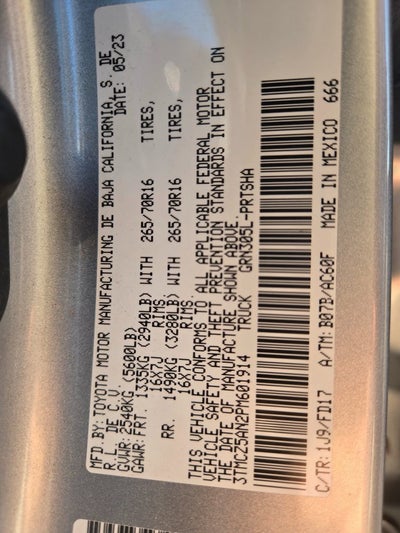 MFD.BY:TOYOTA MOTOR MANUFACTURING DE BAJA CALIFORNIA, S. DE
R.L. DE C.V. DATE: 05/23
GVWR:2540KG(5600LB)
GAWR:FRT. 1335KG(2940LB)WITH 265/70R16 TIRES,
16X7J RIMS
RR. 1490KG(3280LB)WITH 265/70R16 TIRES,
16X7J RIMS
THIS VEHICLE CONFORMS TO ALL APPLICABLE FEDERAL MOTOR
VEHICLE SAFETY AND THEFT PREVENTION STANDARDS IN EFFECT ON
THE DATE OF MANUFACTURE SHOWN ABOVE.
3TMCZ5AN2PM601914 TRUCK GRN305L-PRTSHA
C/TR:1J9/FD17 A/TM:B07B/AC60F MADE IN MEXICO 666